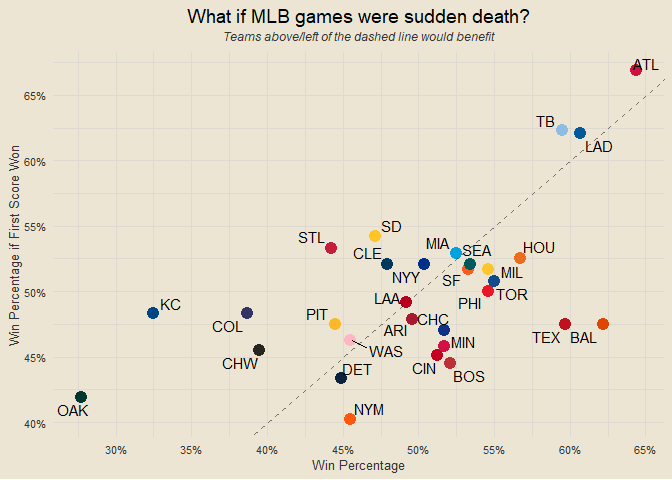 What if MLB games were sudden death?
Teams above/left of the dashed line would benefit
Win Percentage if First Score Won
65%
60%
55%
50%
45%
40%
ATL
TB
LAD
SD
STL
MIA
SEA
HOU
CLE
NYY
SF
MIL
PHI
TOR
KC
LAA
COL
PIT
ARI
CHC
TEX
BAL
WAS
MIN
CHW
DET
CIN
BOS
OAK
NYM
30%
35%
40%
45%
50%
55%
60%
65%
Win Percentage